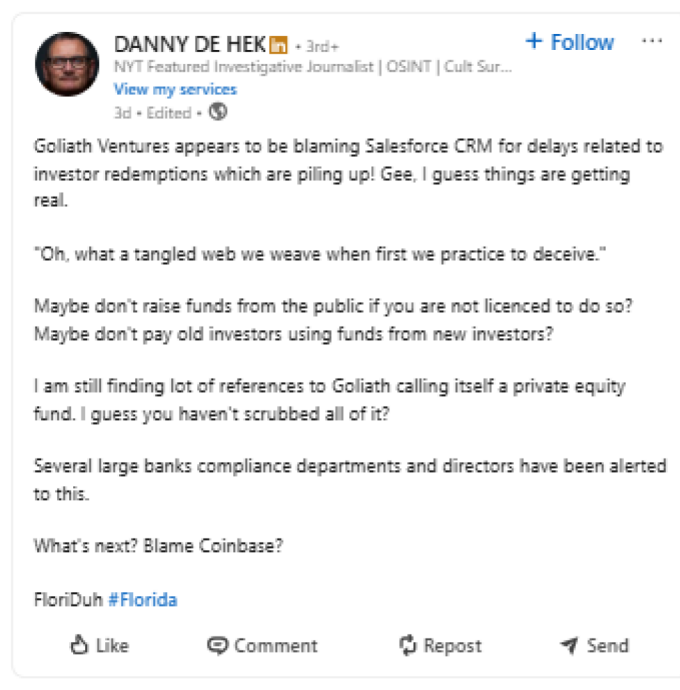 DANNY DE HEK in • 3rd+
+ Follow ...
NYT Featured Investigative Journalist | OSINT | Cult Sur...
View my services
3d • Edited •
Goliath Ventures appears to be blaming Salesforce CRM for delays related to
investor redemptions which are piling up! Gee, I guess things are getting
real.
"Oh, what a tangled web we weave when first we practice to deceive."
Maybe don't raise funds from the public if you are not licenced to do so?
Maybe don't pay old investors using funds from new investors?
I am still finding lot of references to Goliath calling itself a private equity
fund. I guess you haven't scrubbed all of it?
Several large banks compliance departments and directors have been alerted
to this.
What's next? Blame Coinbase?
FloriDuh #Florida
Like Comment Repost Send